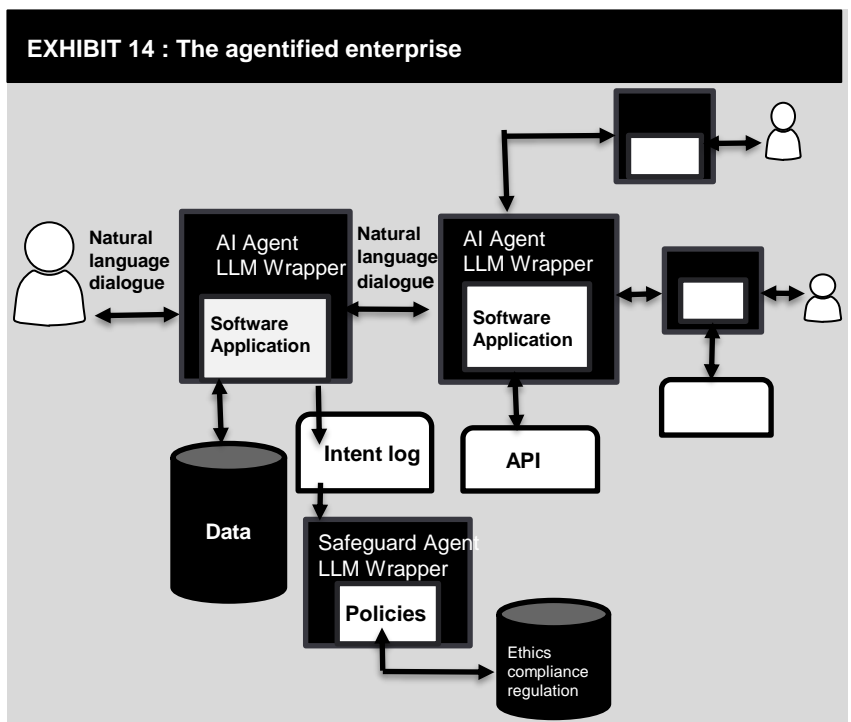 EXHIBIT 14 : The agentified enterprise
Natural
language
dialogue
AI Agent
LLM Wrapper
Software
Application
Natural
language
dialogue
AI Agent
LLM Wrapper
Software
Application
Intent log
API
Data
Safeguard Agent
LLM Wrapper
Policies
Ethics
compliance
regulation